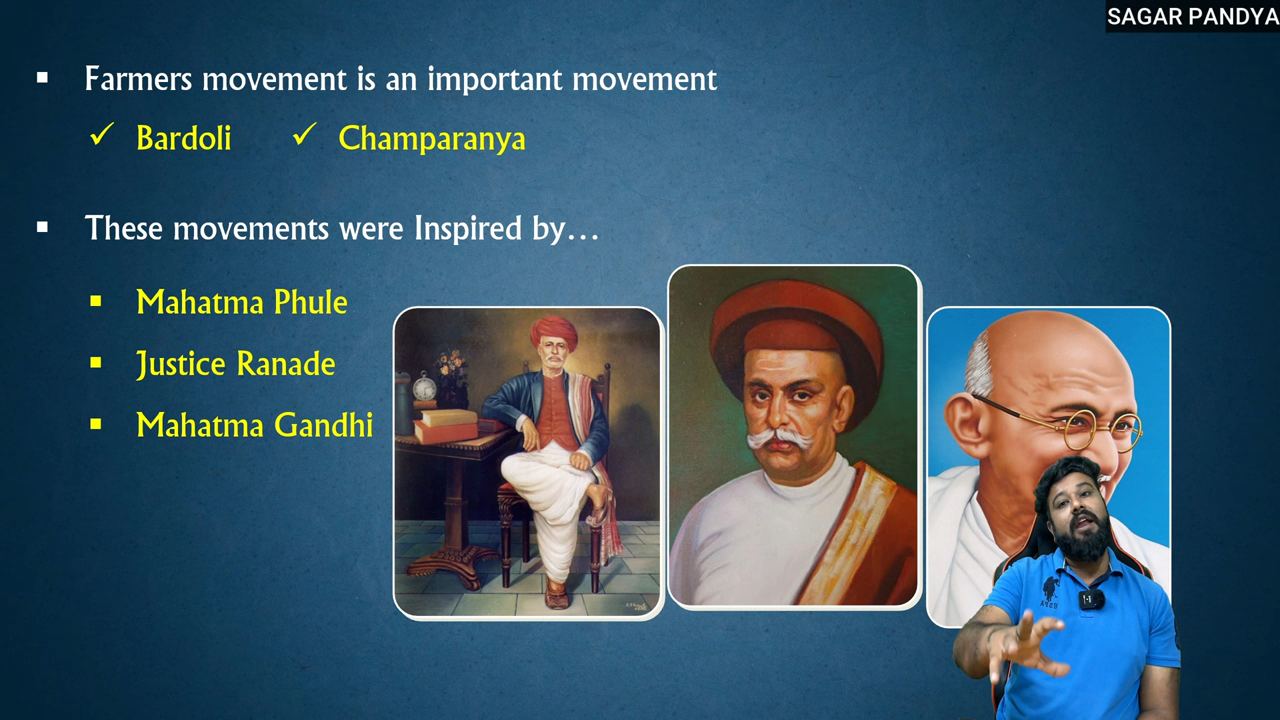 SAGAR PANDYA
▪ Farmers movement is an important movement
✓ Bardoli ✓ Champaranya
▪ These movements were Inspired by...
▪ Mahatma Phule
▪ Justice Ranade
▪ Mahatma Gandhi